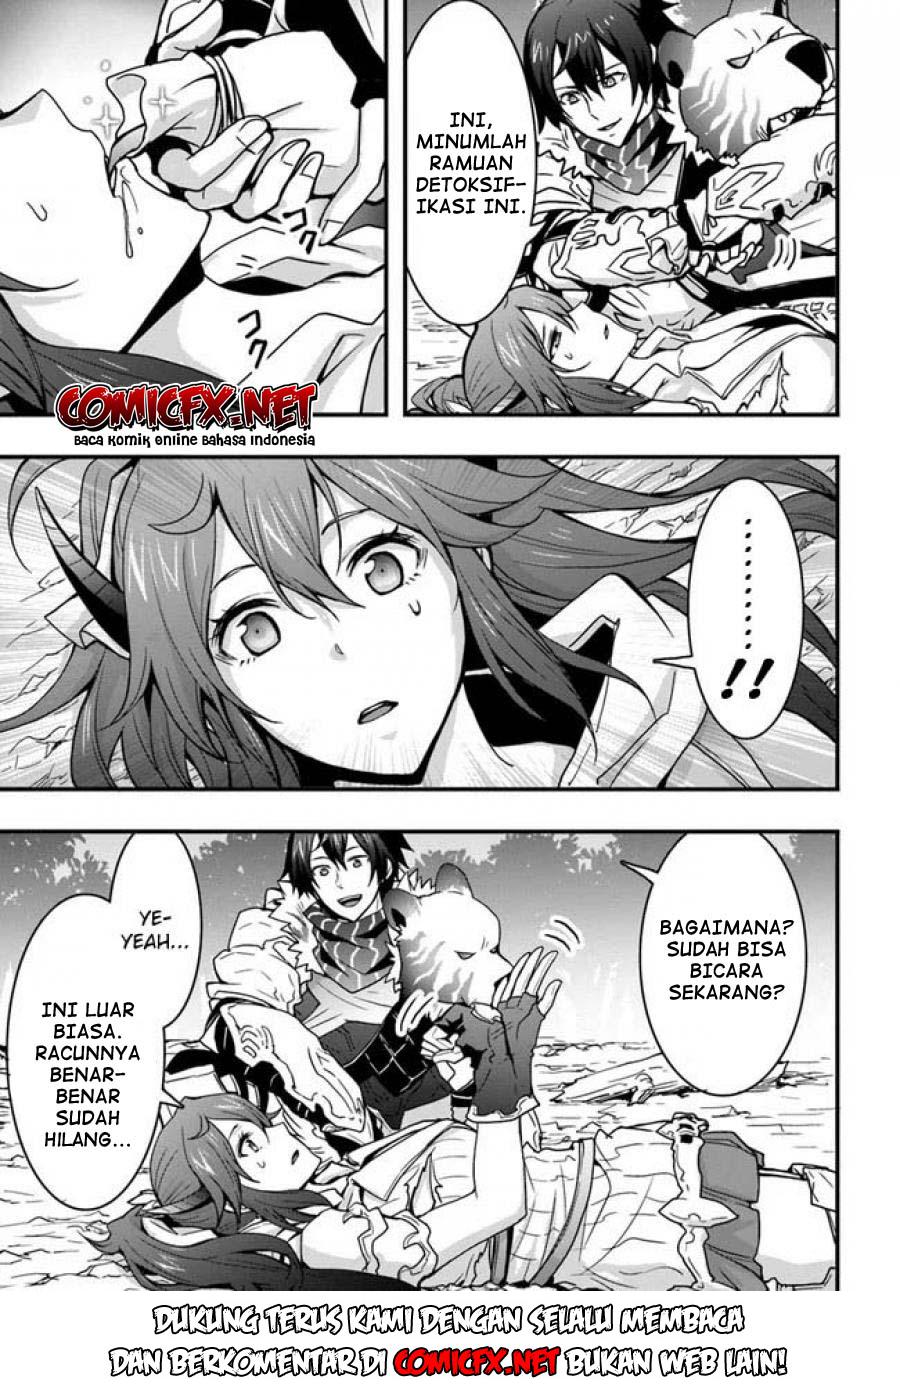 INI,
MINUMLAH
RAMUAN
DETOKSIF-
IKASI INI.
ク゛
ク゛
COMICFX.NET
Baca Komik Online Bahasa Indonesia
.........!!
BAGAIMANA?
SUDAH BISA
BICARA
SEKARANG?
YE-
YEAH...
INI LUAR
BIASA.
RACUNNYA
BENAR-
BENAR
SUDAH
HILANG...
DUKUNG TERUS KAMI DENGAN SELALU MEMBACA
DAN BERKOMENTAR DI COMICFX.NET BUKAN WEB LAIN!